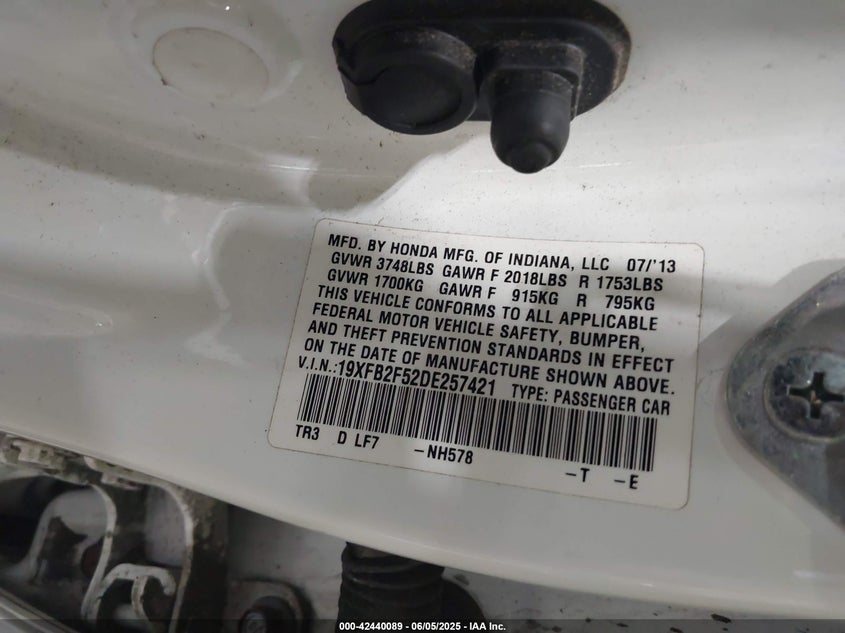 MFD. BY HONDA MFG. OF INDIANA, LLC 07/'13
GVWR 3748LBS GAWR F 2018LBS R 1753LBS
GVWR 1700KG GAWR F 915KG R 795KG
THIS VEHICLE CONFORMS TO ALL APPLICABLE
FEDERAL MOTOR VEHICLE SAFETY, BUMPER,
AND THEFT PREVENTION STANDARDS IN EFFECT
ON THE DATE OF MANUFACTURE SHOWN ABOVE.
V.I.N.:19XFB2F52DE257421 TYPE: PASSENGER CAR
TR3 D LF7 -NH578 -T -E
000-42440089 - 06/05/2025 - IAA Inc.